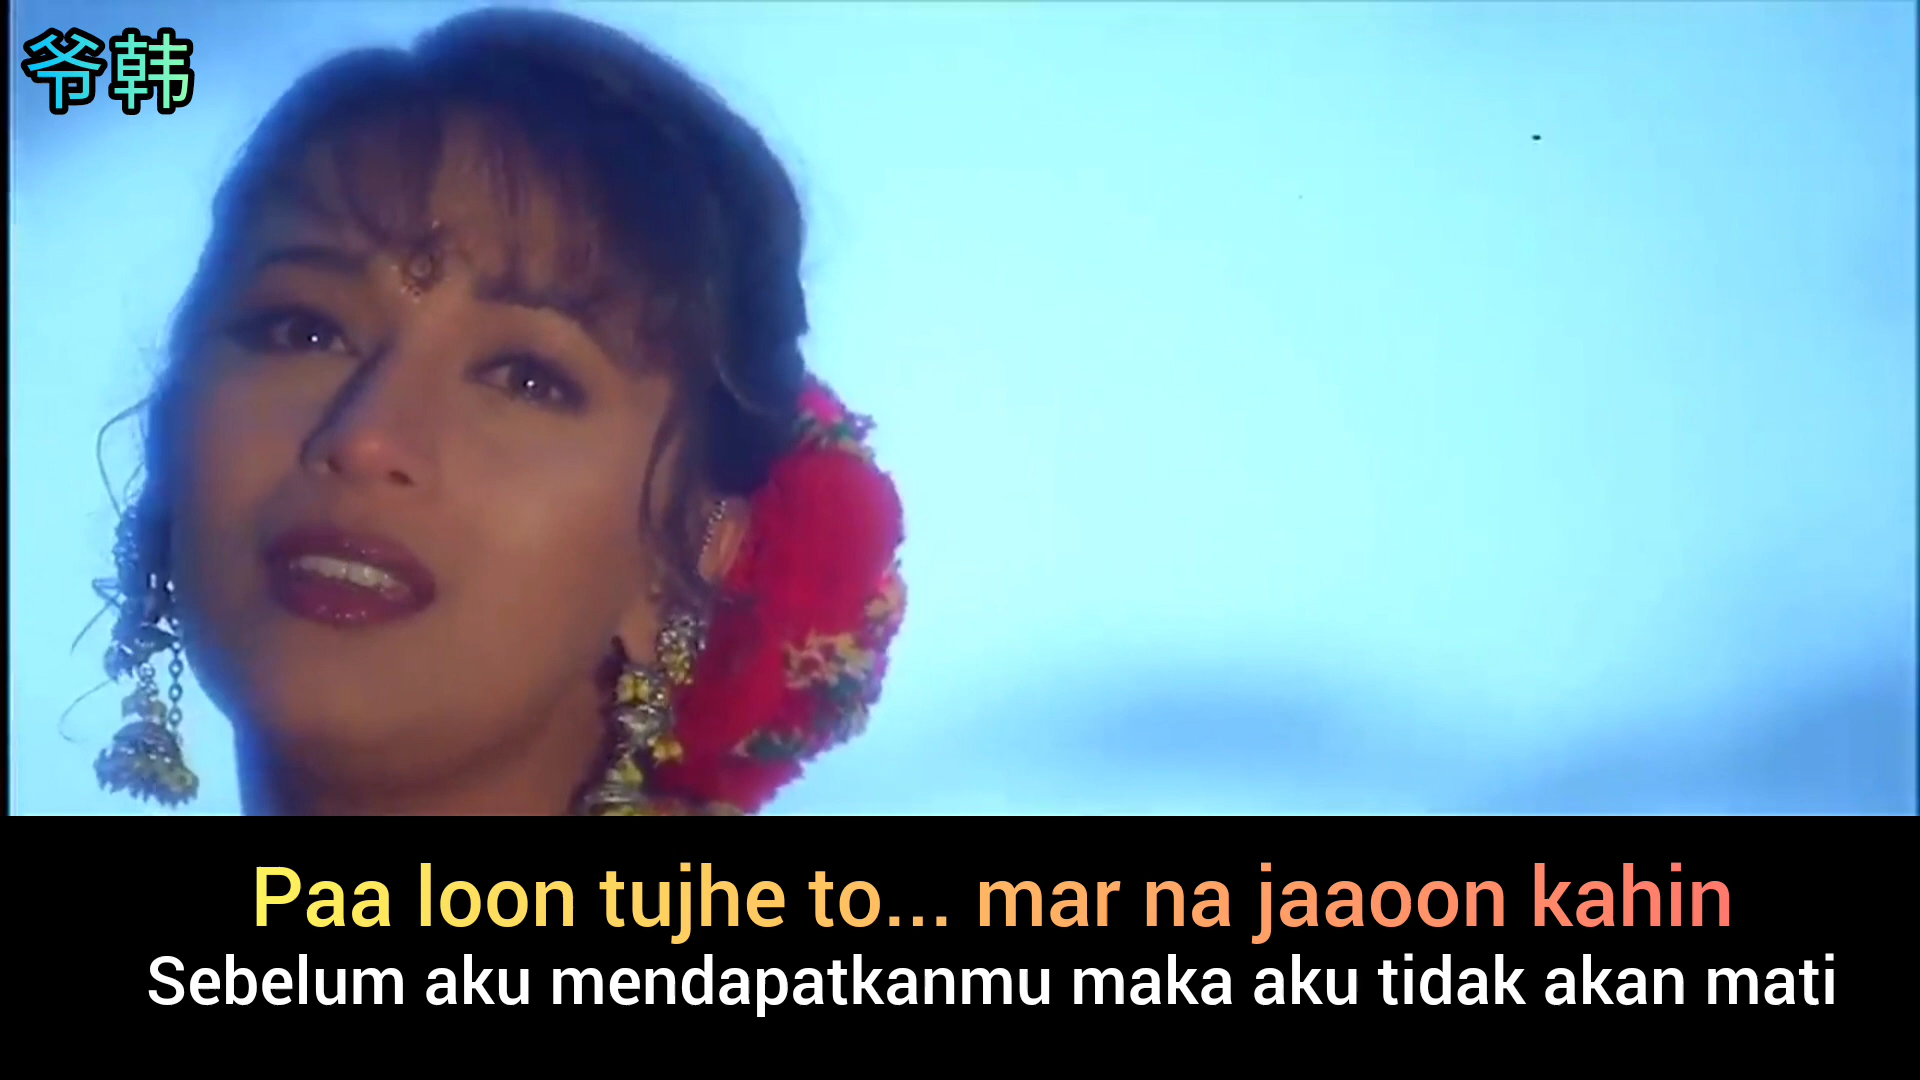 爷韩
Paa loon tujhe to... mar na jaaoon kahin
Sebelum aku mendapatkanmu maka aku tidak akan mati